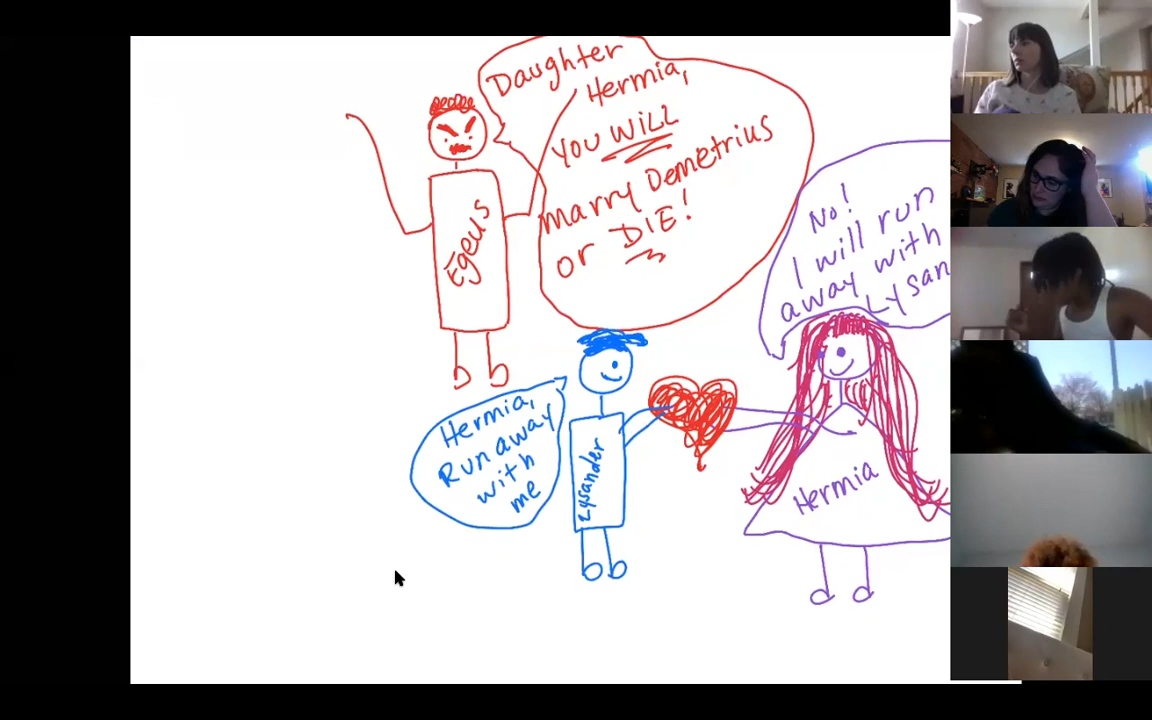 Daughter
Hermia,
YOU WILL
marry Demetrius
or DIE!
Egeus
No!
I will run
away with
Lysan
Hermia,
Run away
with
me
Lysander
Hermia